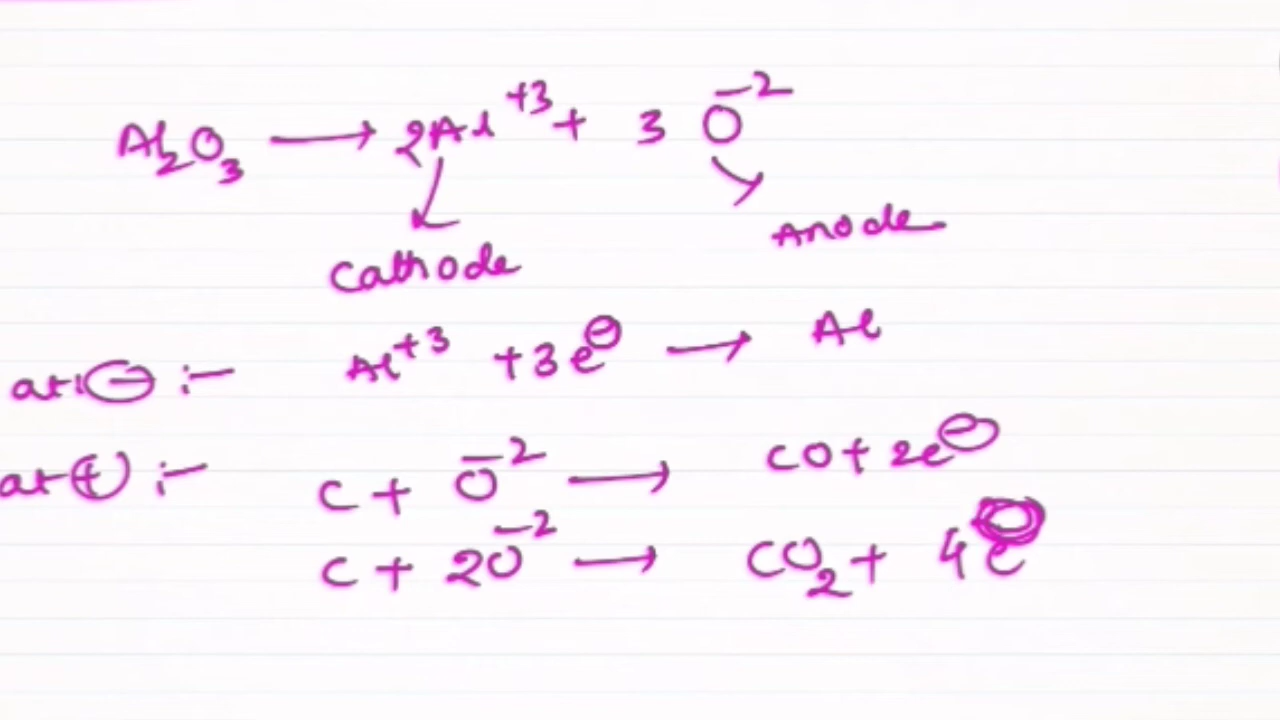 Al₂O₃ ⟶ 2Al⁺³ + 3 O⁻²
Cathode Anode
at ⊖ :- Al⁺³ + 3e⊖ ⟶ Al
at ⊕ :- C + O⁻² ⟶ CO + 2e⊖
C + 2O⁻² ⟶ CO₂ + 4e